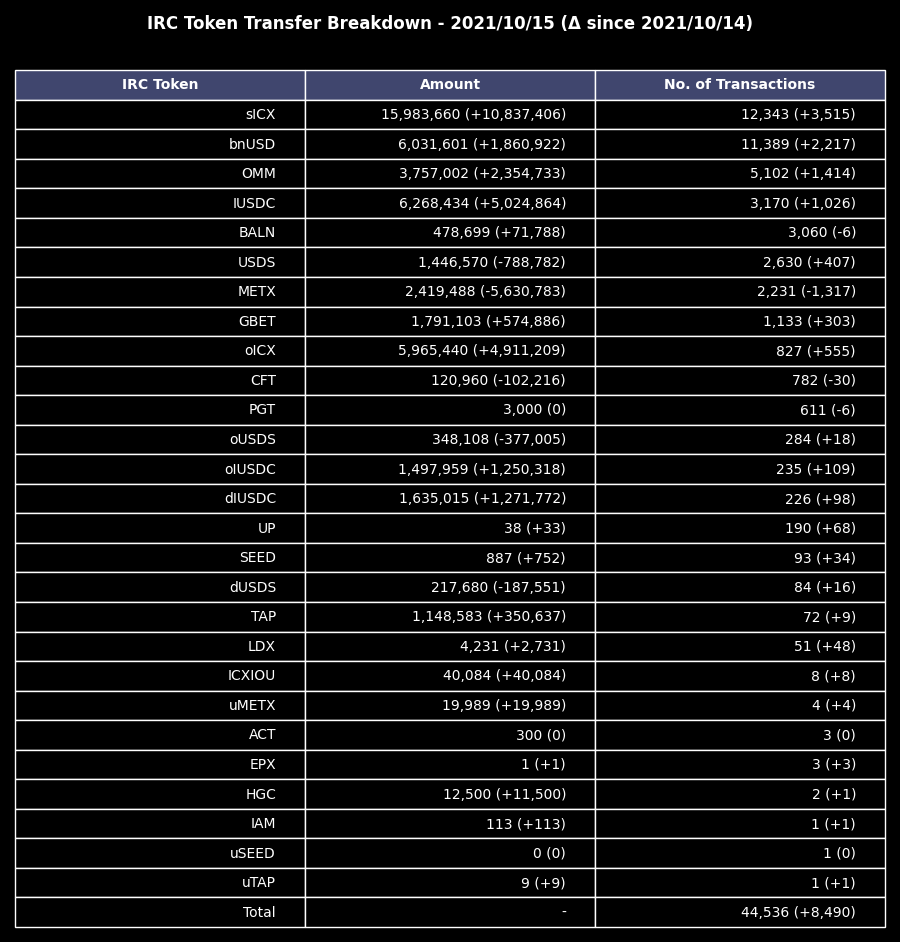 IRC Token Transfer Breakdown - 2021/10/15 (Δ since 2021/10/14)
IRC Token Amount No. of Transactions
sICX 15,983,660 (+10,837,406) 12,343 (+3,515)
bnUSD 6,031,601 (+1,860,922) 11,389 (+2,217)
OMM 3,757,002 (+2,354,733) 5,102 (+1,414)
IUSDC 6,268,434 (+5,024,864) 3,170 (+1,026)
BALN 478,699 (+71,788) 3,060 (-6)
USDS 1,446,570 (-788,782) 2,630 (+407)
METX 2,419,488 (-5,630,783) 2,231 (-1,317)
GBET 1,791,103 (+574,886) 1,133 (+303)
oICX 5,965,440 (+4,911,209) 827 (+555)
CFT 120,960 (-102,216) 782 (-30)
PGT 3,000 (0) 611 (-6)
oUSDS 348,108 (-377,005) 284 (+18)
oIUSDC 1,497,959 (+1,250,318) 235 (+109)
dIUSDC 1,635,015 (+1,271,772) 226 (+98)
UP 38 (+33) 190 (+68)
SEED 887 (+752) 93 (+34)
dUSDS 217,680 (-187,551) 84 (+16)
TAP 1,148,583 (+350,637) 72 (+9)
LDX 4,231 (+2,731) 51 (+48)
ICXIOU 40,084 (+40,084) 8 (+8)
uMETX 19,989 (+19,989) 4 (+4)
ACT 300 (0) 3 (0)
EPX 1 (+1) 3 (+3)
HGC 12,500 (+11,500) 2 (+1)
IAM 113 (+113) 1 (+1)
uSEED 0 (0) 1 (0)
uTAP 9 (+9) 1 (+1)
Total - 44,536 (+8,490)